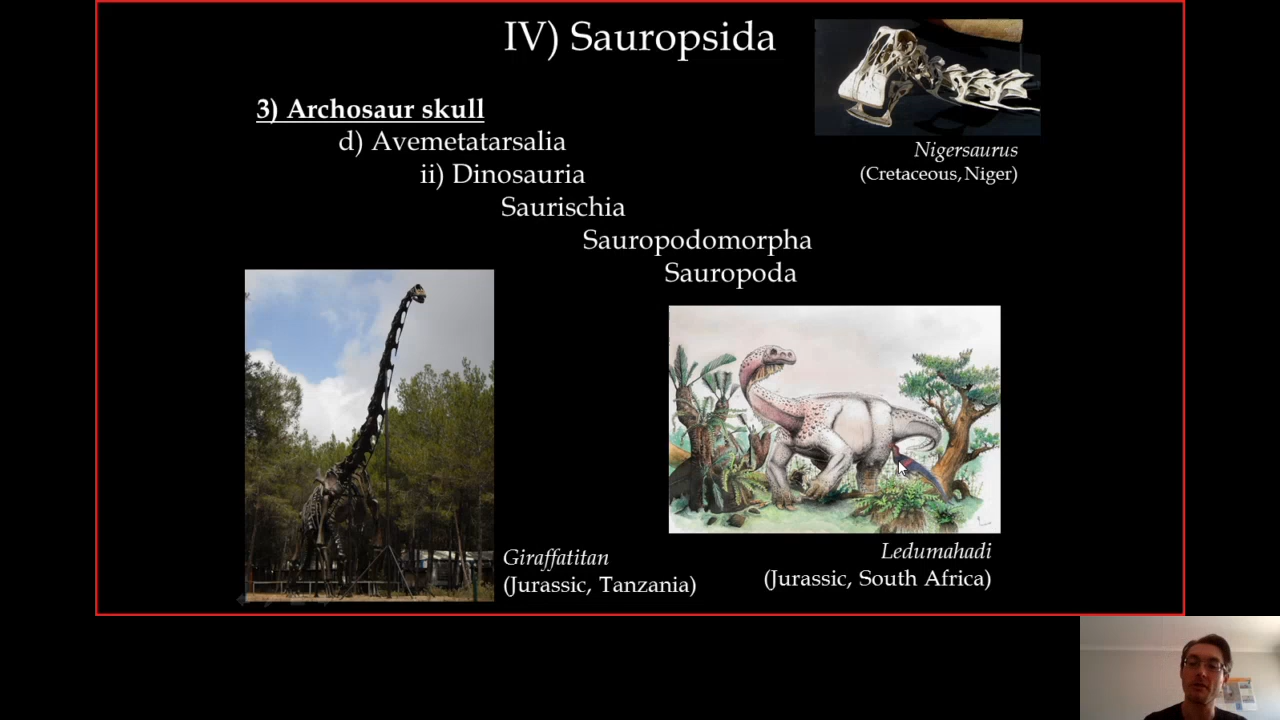 IV) Sauropsida
3) Archosaur skull
d) Avemetatarsalia
ii) Dinosauria
Saurischia
Sauropodomorpha
Sauropoda
Nigersaurus
(Cretaceous, Niger)
Giraffatitan
(Jurassic, Tanzania)
Ledumahadi
(Jurassic, South Africa)